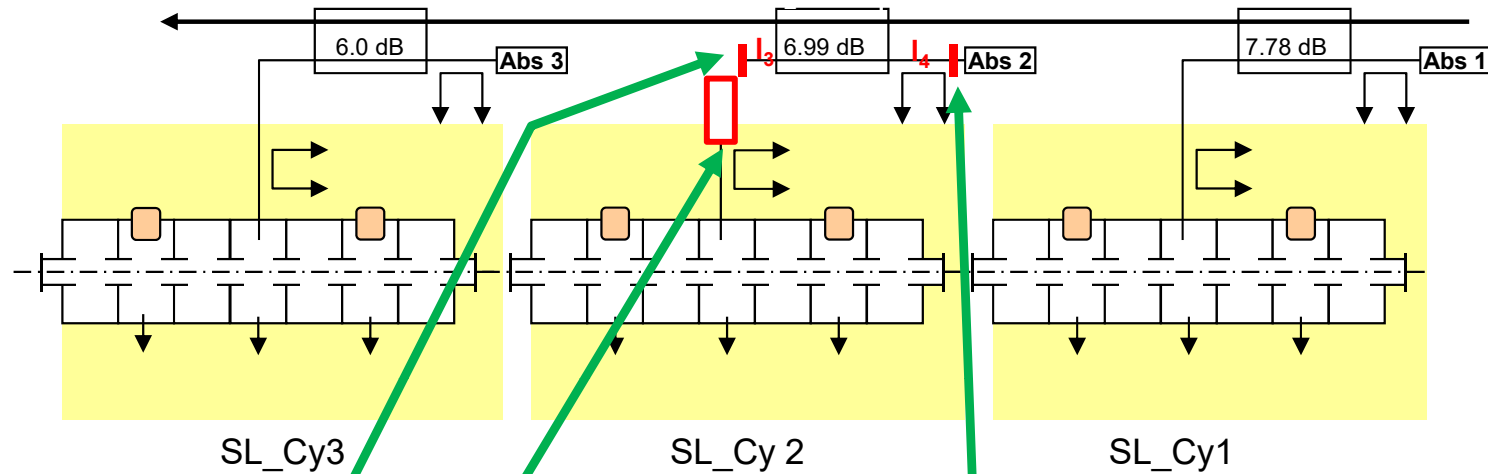 6.0 dB
Abs 3
I3
6.99 dB
I4
Abs 2
7.78 dB
Abs 1
SL_Cy3
SL_Cy 2
SL_Cy1